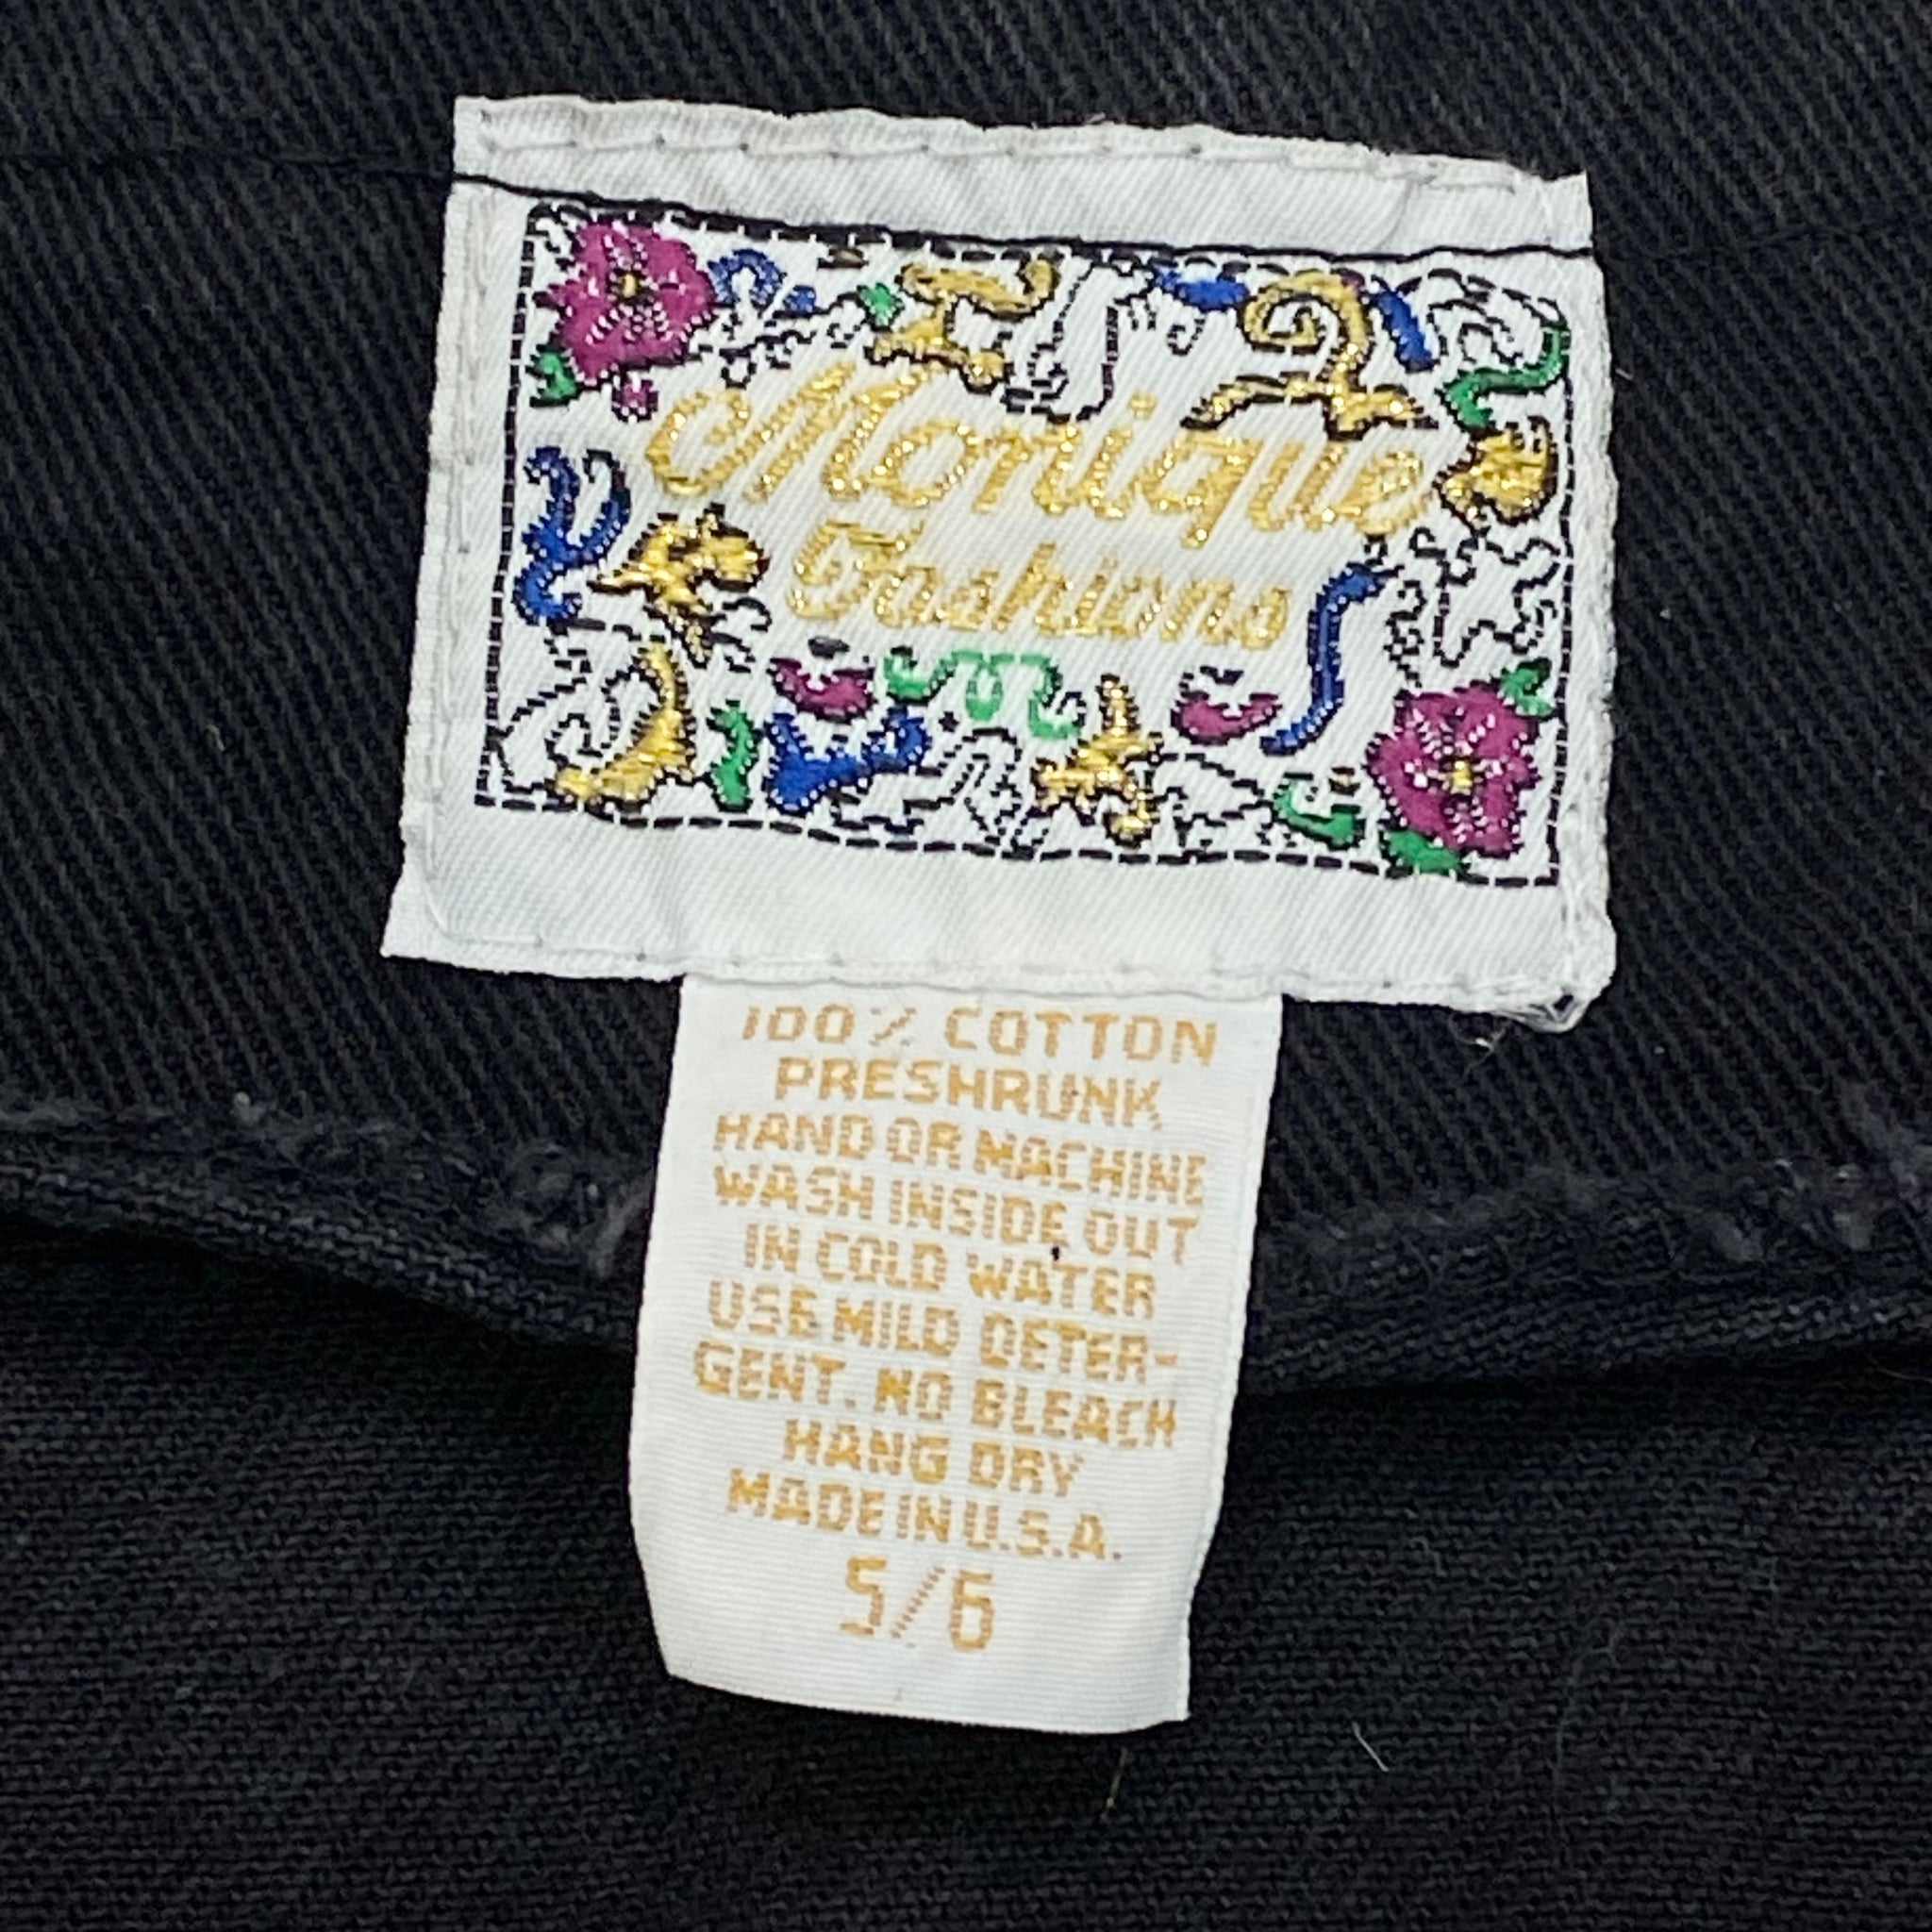 Monique
Fashions
100% COTTON
PRESHRUNK
HAND OR MACHINE
WASH INSIDE OUT
IN COLD WATER
USE MILD DETER-
GENT. NO BLEACH
HANG DRY
MADE IN U.S.A.
5/6